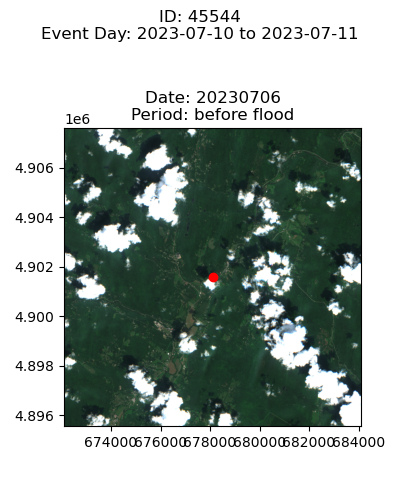 ID: 45544
Event Day: 2023-07-10 to 2023-07-11
Date: 20230706
Period: before flood
1e6
4.906
4.904
4.902
4.900
4.898
4.896
674000 676000 678000 680000 682000 684000